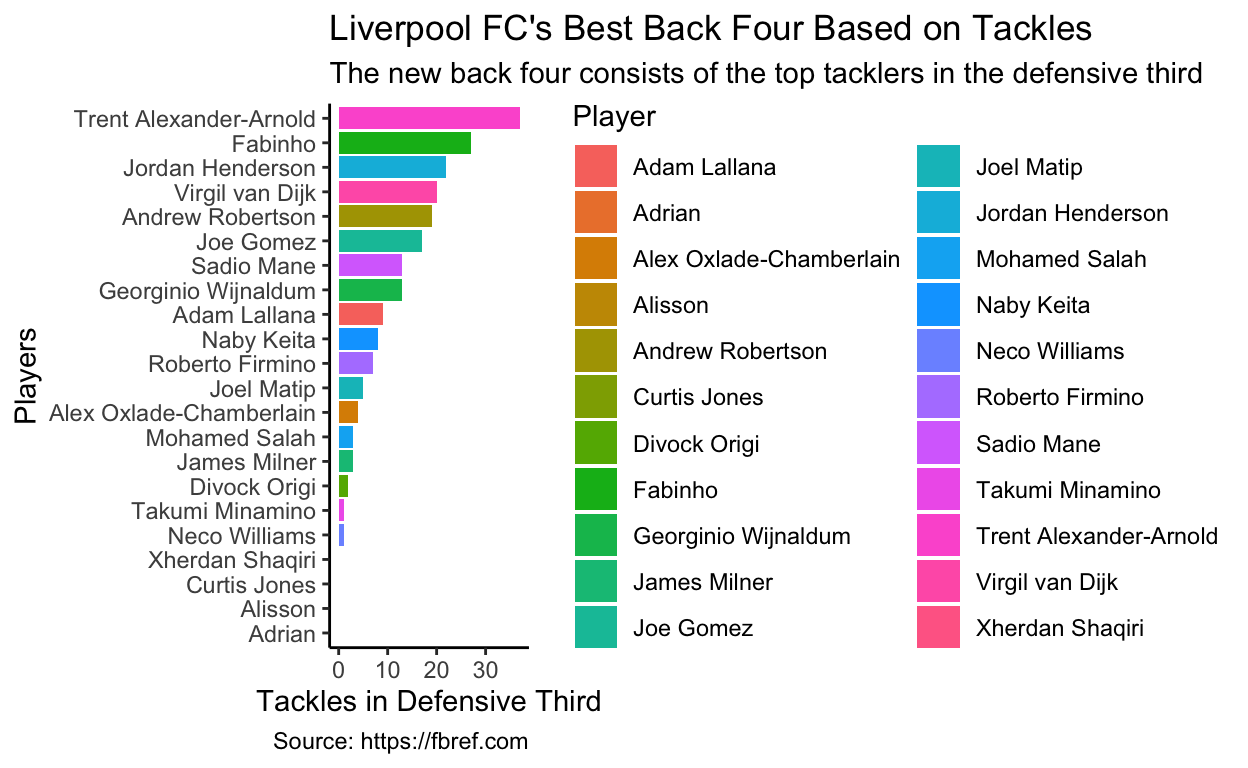 Liverpool FC's Best Back Four Based on Tackles
The new back four consists of the top tacklers in the defensive third
Players
Trent Alexander-Arnold
Fabinho
Jordan Henderson
Virgil van Dijk
Andrew Robertson
Joe Gomez
Sadio Mane
Georginio Wijnaldum
Adam Lallana
Naby Keita
Roberto Firmino
Joel Matip
Alex Oxlade-Chamberlain
Mohamed Salah
James Milner
Divock Origi
Takumi Minamino
Neco Williams
Xherdan Shaqiri
Curtis Jones
Alisson
Adrian
0 10 20 30
Tackles in Defensive Third
Source: https://fbref.com
Player
Adam Lallana
Adrian
Alex Oxlade-Chamberlain
Alisson
Andrew Robertson
Curtis Jones
Divock Origi
Fabinho
Georginio Wijnaldum
James Milner
Joe Gomez
Joel Matip
Jordan Henderson
Mohamed Salah
Naby Keita
Neco Williams
Roberto Firmino
Sadio Mane
Takumi Minamino
Trent Alexander-Arnold
Virgil van Dijk
Xherdan Shaqiri